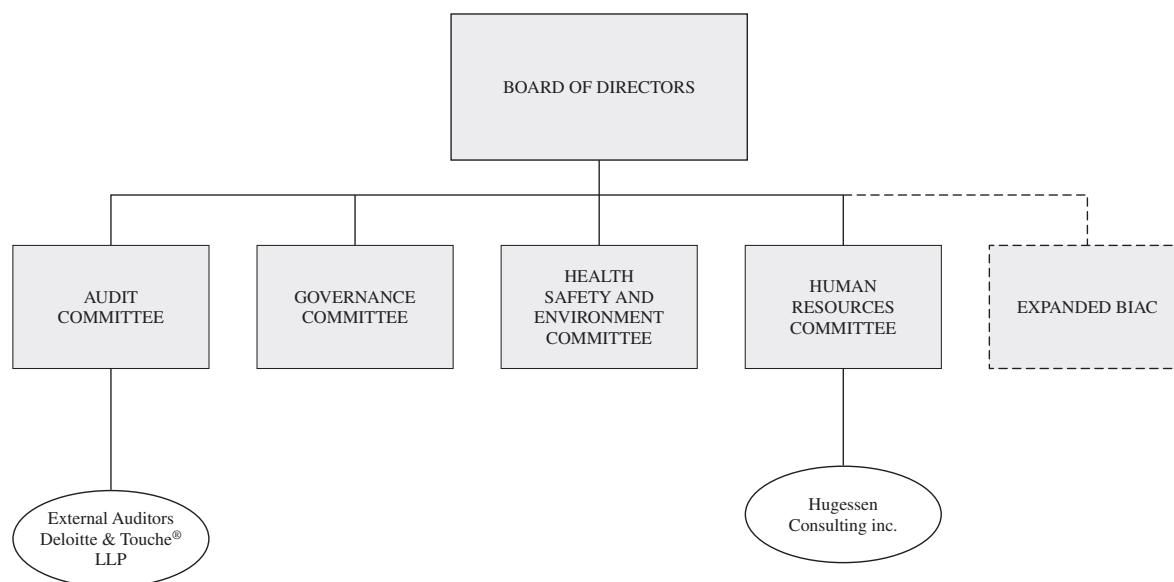 BOARD OF DIRECTORS
AUDIT
COMMITTEE
GOVERNANCE
COMMITTEE
HEALTH
SAFETY AND
ENVIRONMENT
COMMITTEE
HUMAN
RESOURCES
COMMITTEE
EXPANDED BIAC
External Auditors
Deloitte & Touche®
LLP
Hugessen
Consulting inc.